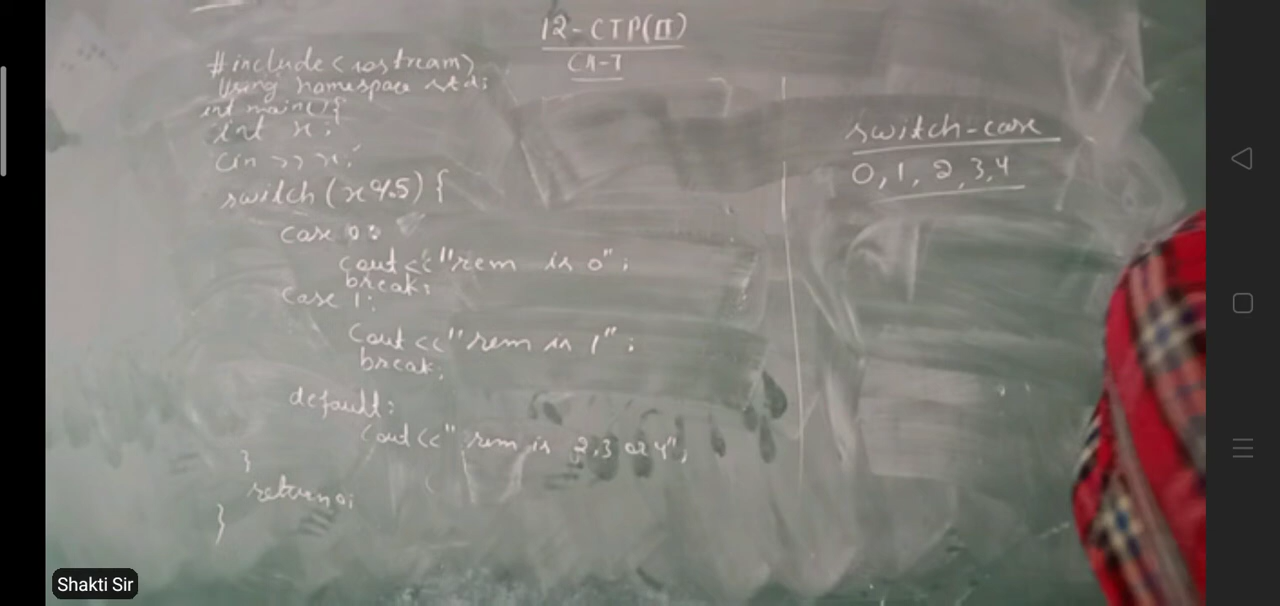 12-CTP(II)
CA-I
#include<iostream>
Using namespace std;
int main(){
int x;
Cin >> x;
switch (x%5) {
Case 0:
Cout <<"rem is 0";
break;
Case 1:
Cout <<"rem is 1";
break;
default:
Cout <<" rem is 2,3 or 4";
}
return 0;
}
switch-case
0, 1, 2, 3, 4
Shakti Sir